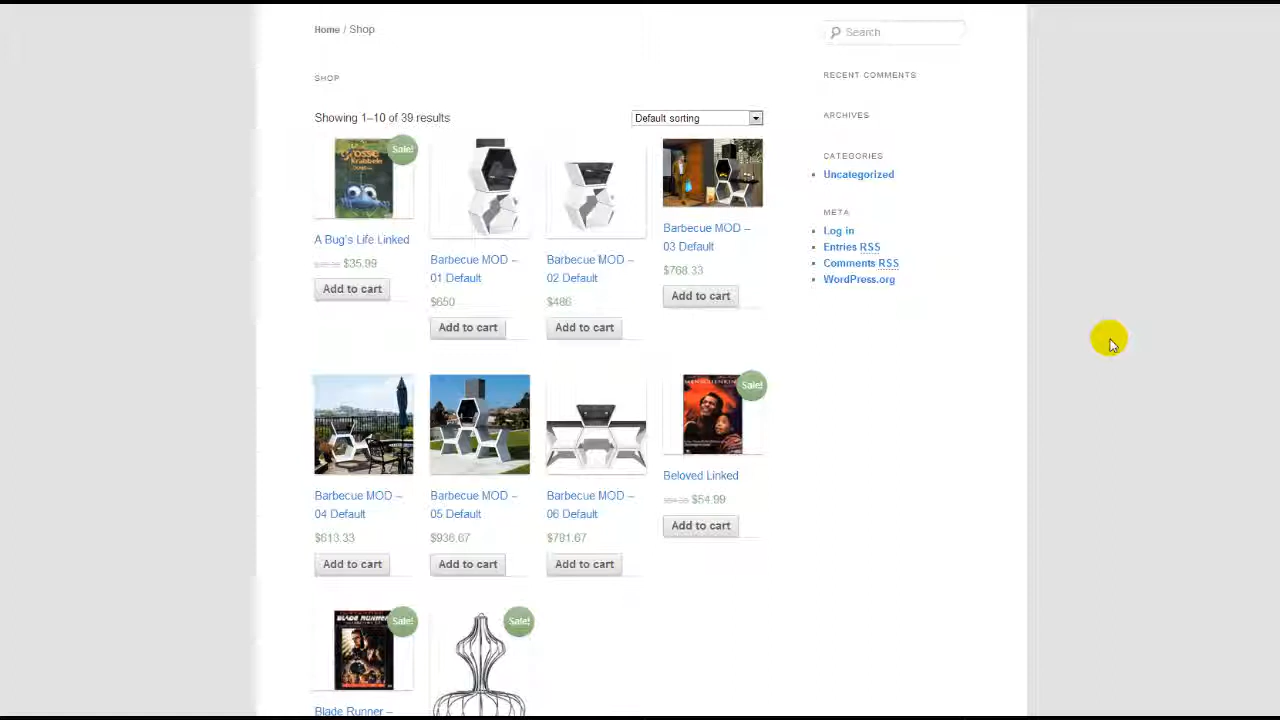 Home / Shop
Search
RECENT COMMENTS
SHOP
ARCHIVES
Showing 1–10 of 39 results
Default sorting
CATEGORIES
Uncategorized
META
Log in
Entries RSS
Comments RSS
WordPress.org
Sale!
A Bug's Life Linked
$35.99
Add to cart
Barbecue MOD –
01 Default
$650
Add to cart
Barbecue MOD –
02 Default
$486
Add to cart
Barbecue MOD –
03 Default
$768.33
Add to cart
Barbecue MOD –
04 Default
$613.33
Add to cart
Barbecue MOD –
05 Default
$936.67
Add to cart
Barbecue MOD –
06 Default
$791.67
Add to cart
Sale!
Beloved Linked
$54.99
Add to cart
BLADE RUNNER
Sale!
Blade Runner –
Sale!